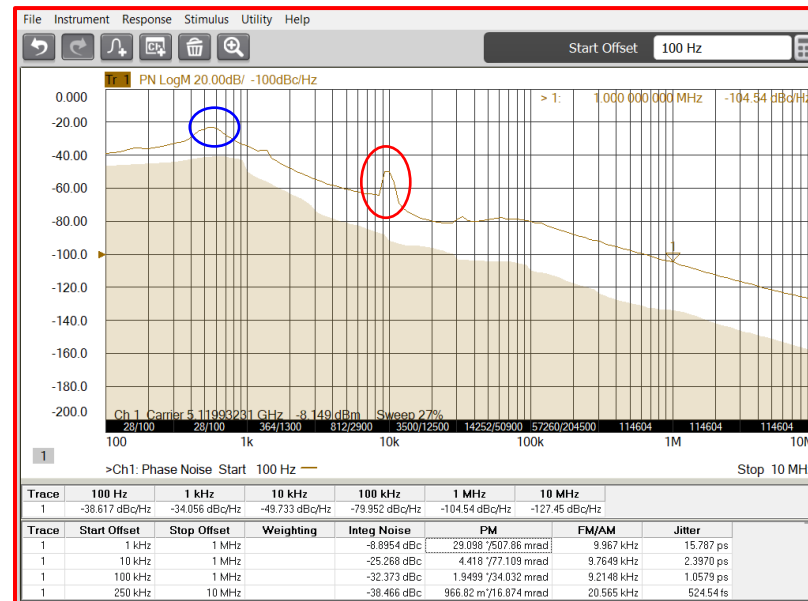 File Instrument Response Stimulus Utility Help
Start Offset 100 Hz
Tr 1 PN LogM 20.00dB/ -100dBc/Hz
0.000
> 1: 1.000 000 000 MHz -104.54 dBc/Hz
-20.00
-40.00
-60.00
-80.00
-100.0
1
-120.0
-140.0
-160.0
-180.0
-200.0
Ch 1 Carrier 5.11993231 GHz -8.149 dBm Sweep 27%
28/100 28/100 364/1300 812/2900 3500/12500 14252/50900 57260/204500 114604 114604 114604
100 1k 10k 100k 1M 10M
1
>Ch1: Phase Noise Start 100 Hz Stop 10 MH
Trace 100 Hz 1 kHz 10 kHz 100 kHz 1 MHz 10 MHz
1 -38.617 dBc/Hz -34.056 dBc/Hz -49.733 dBc/Hz -79.952 dBc/Hz -104.54 dBc/Hz -127.45 dBc/Hz
Trace Start Offset Stop Offset Weighting Integ Noise PM FM/AM Jitter
1 1 kHz 1 MHz -8.8954 dBc 29.098 °/507.86 mrad 9.967 kHz 15.787 ps
1 10 kHz 1 MHz -25.268 dBc 4.418 °/77.109 mrad 9.7649 kHz 2.3970 ps
1 100 kHz 1 MHz -32.373 dBc 1.9499 °/34.032 mrad 9.2148 kHz 1.0579 ps
1 250 kHz 10 MHz -38.466 dBc 966.82 m°/16.874 mrad 20.565 kHz 524.54 fs